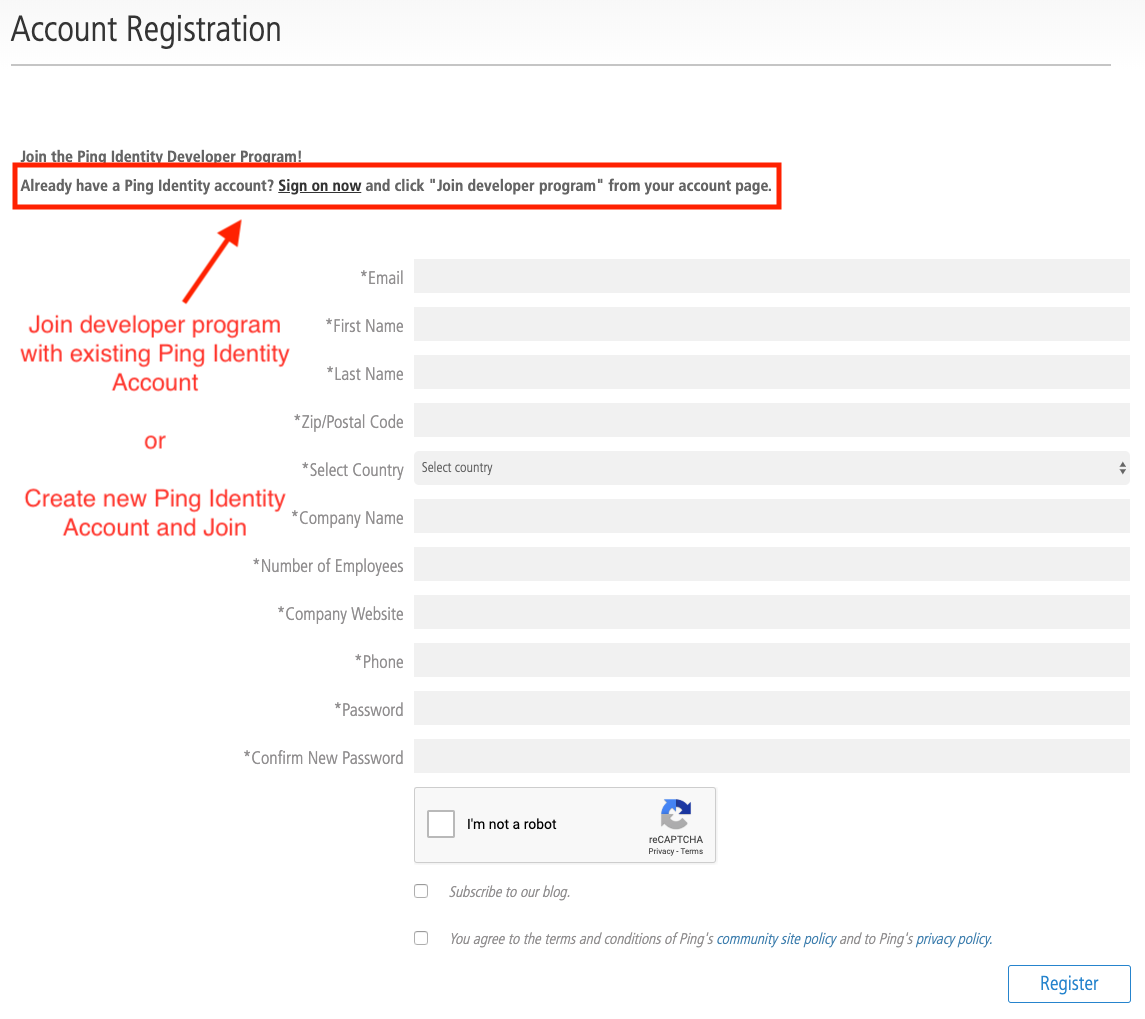 Account Registration
Join the Ping Identity Developer Program!
Already have a Ping Identity account? Sign on now and click "Join developer program" from your account page.
Join developer program
with existing Ping Identity
Account
or
Create new Ping Identity
Account and Join
*Email
*First Name
*Last Name
*Zip/Postal Code
*Select Country
Select country
*Company Name
*Number of Employees
*Company Website
*Phone
*Password
*Confirm New Password
I'm not a robot
reCAPTCHA
Privacy - Terms
Subscribe to our blog.
You agree to the terms and conditions of Ping's community site policy and to Ping's privacy policy.
Register